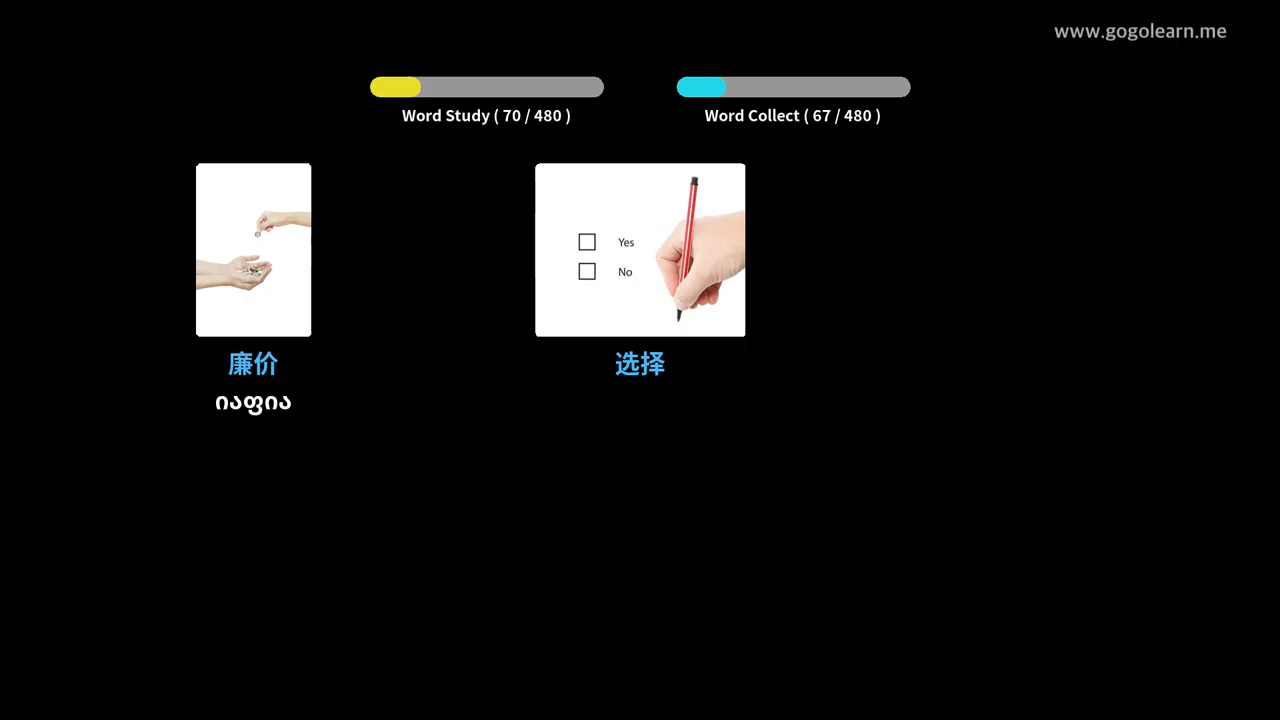 www.gogolearn.me
Word Study ( 70 / 480 )
Word Collect ( 67 / 480 )
Yes
No
廉价
选择
იაფია